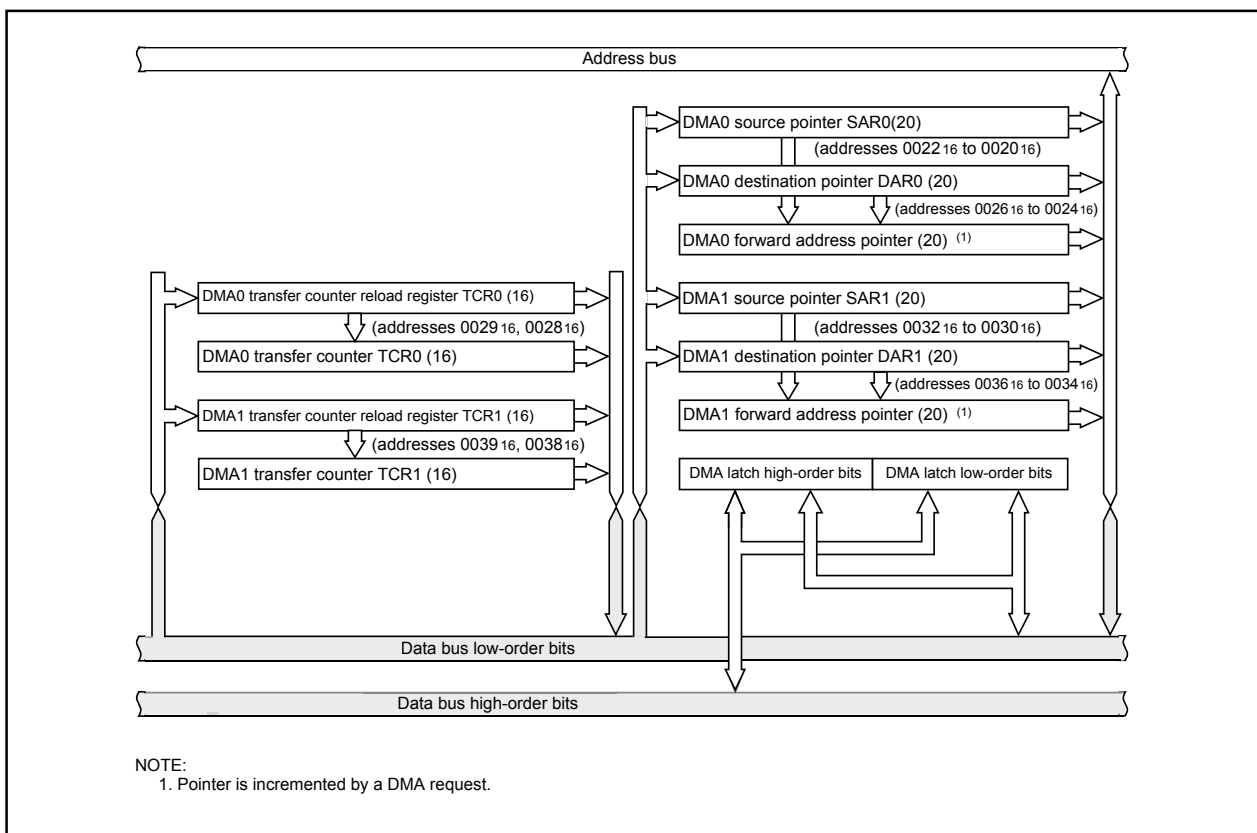 Address bus
DMA0 source pointer SAR0(20)
(addresses 0022 16 to 0020 16)
DMA0 destination pointer DAR0 (20)
(addresses 0026 16 to 0024 16)
DMA0 forward address pointer (20) (1)
DMA0 transfer counter reload register TCR0 (16)
(addresses 0029 16, 0028 16)
DMA0 transfer counter TCR0 (16)
DMA1 transfer counter reload register TCR1 (16)
(addresses 0039 16, 0038 16)
DMA1 transfer counter TCR1 (16)
DMA1 source pointer SAR1 (20)
(addresses 0032 16 to 0030 16)
DMA1 destination pointer DAR1 (20)
(addresses 0036 16 to 0034 16)
DMA1 forward address pointer (20) (1)
DMA latch high-order bits
DMA latch low-order bits
Data bus low-order bits
Data bus high-order bits
NOTE:
1. Pointer is incremented by a DMA request.